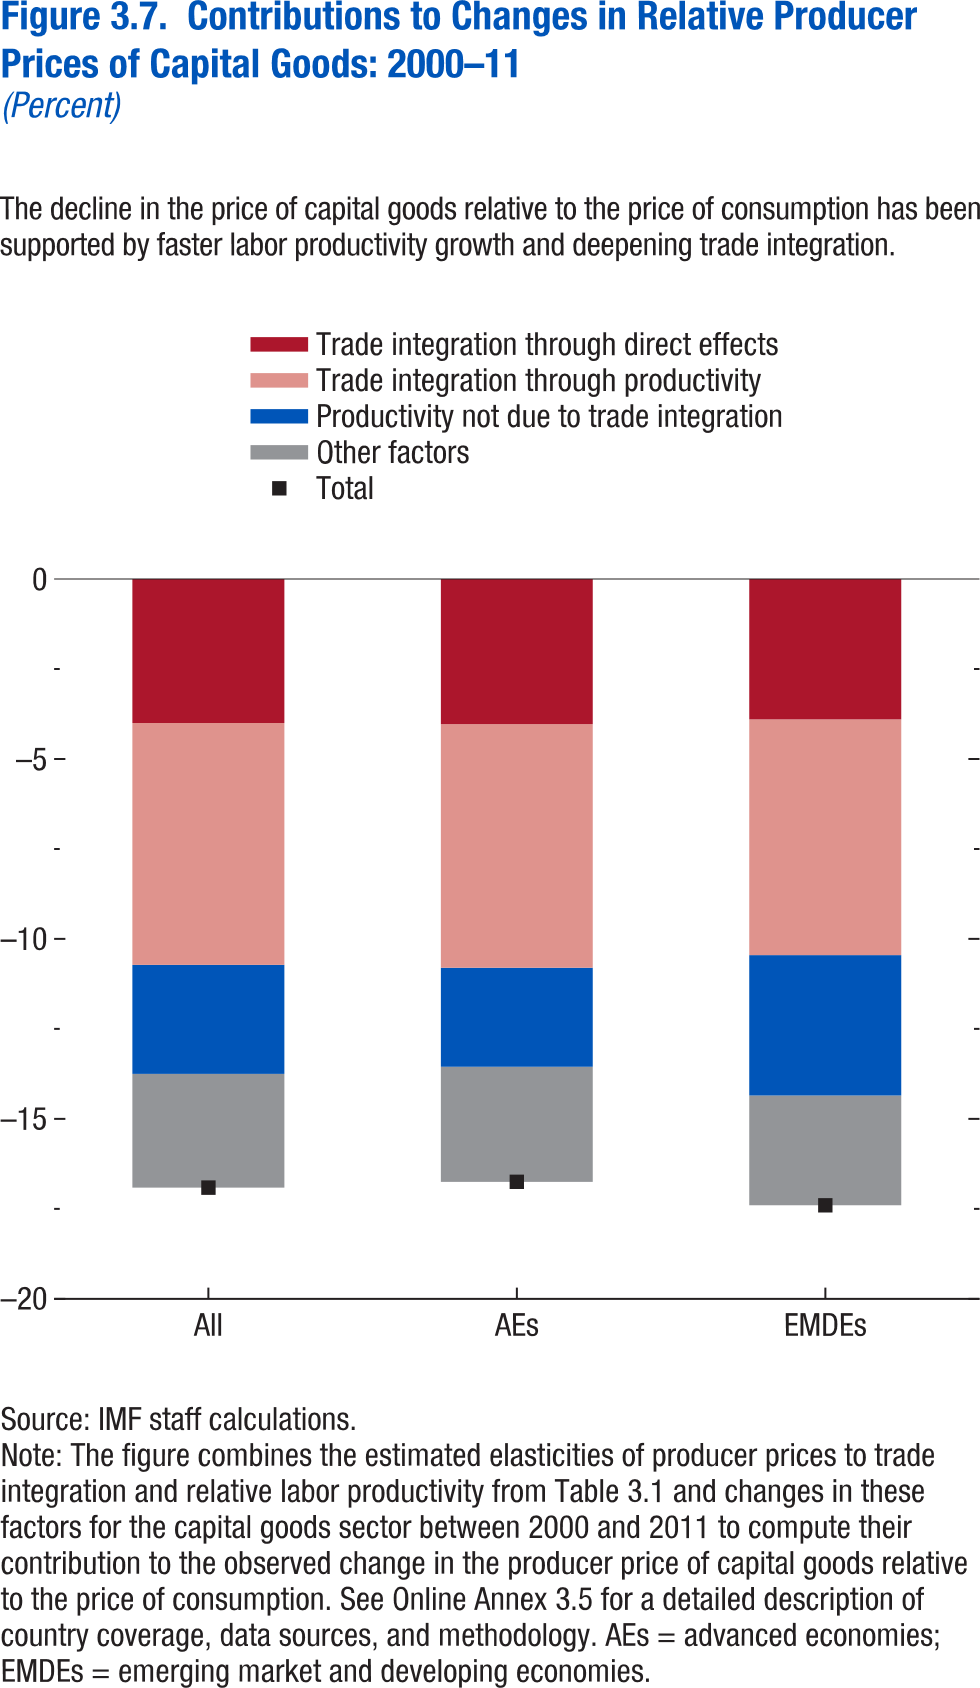 Figure 3.7.  Contributions to Changes in Relative Producer
Prices of Capital Goods: 2000–11
(Percent)
The decline in the price of capital goods relative to the price of consumption has been
supported by faster labor productivity growth and deepening trade integration.
Trade integration through direct effects
Trade integration through productivity
Productivity not due to trade integration
Other factors
Total
0
–5
–10
–15
–20
All AEs EMDEs
Source: IMF staff calculations.
Note: The figure combines the estimated elasticities of producer prices to trade
integration and relative labor productivity from Table 3.1 and changes in these
factors for the capital goods sector between 2000 and 2011 to compute their
contribution to the observed change in the producer price of capital goods relative
to the price of consumption. See Online Annex 3.5 for a detailed description of
country coverage, data sources, and methodology. AEs = advanced economies;
EMDEs = emerging market and developing economies.